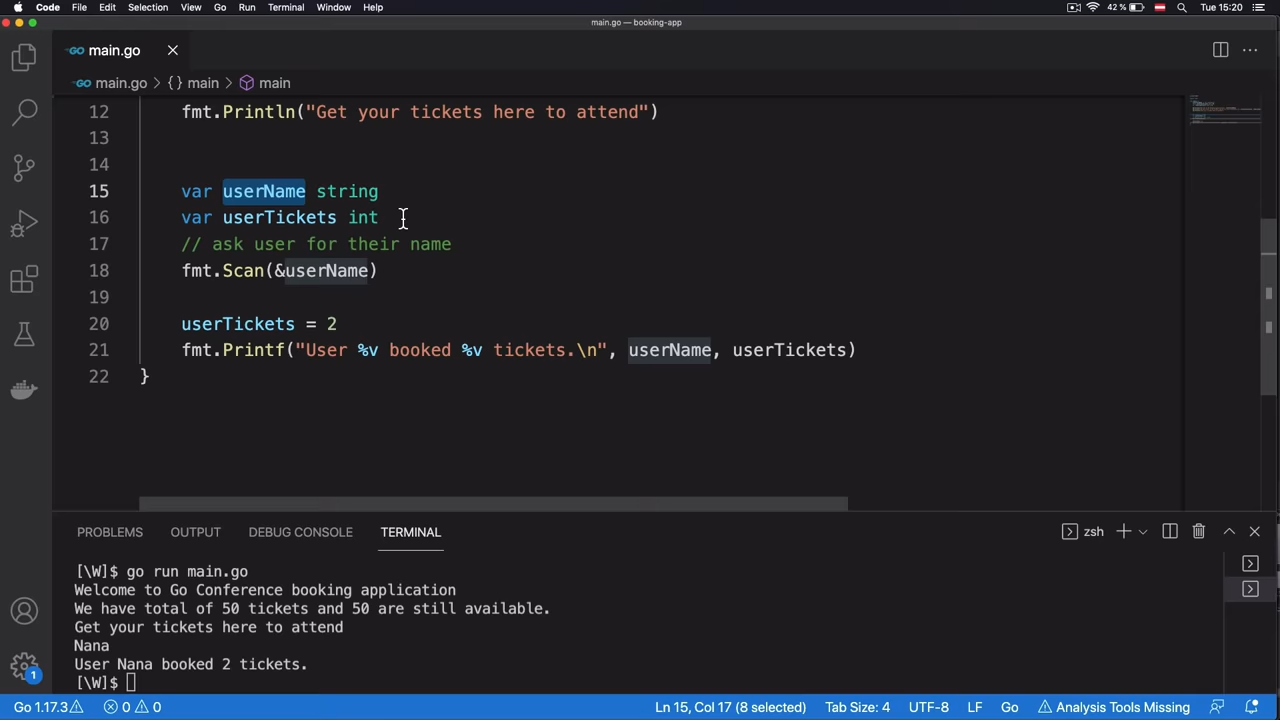 Code File Edit Selection View Go Run Terminal Window Help 42 % Tue 15:20
main.go — booking-app
main.go
main.go > {} main > main
12 fmt.Println("Get your tickets here to attend")
13
14
15 var userName string
16 var userTickets int
17 // ask user for their name
18 fmt.Scan(&userName)
19
20 userTickets = 2
21 fmt.Printf("User %v booked %v tickets.\n", userName, userTickets)
22 }
PROBLEMS OUTPUT DEBUG CONSOLE TERMINAL zsh
[\W]$ go run main.go
Welcome to Go Conference booking application
We have total of 50 tickets and 50 are still available.
Get your tickets here to attend
Nana
User Nana booked 2 tickets.
[\W]$
1
Go 1.17.3 0 0 Ln 15, Col 17 (8 selected) Tab Size: 4 UTF-8 LF Go Analysis Tools Missing